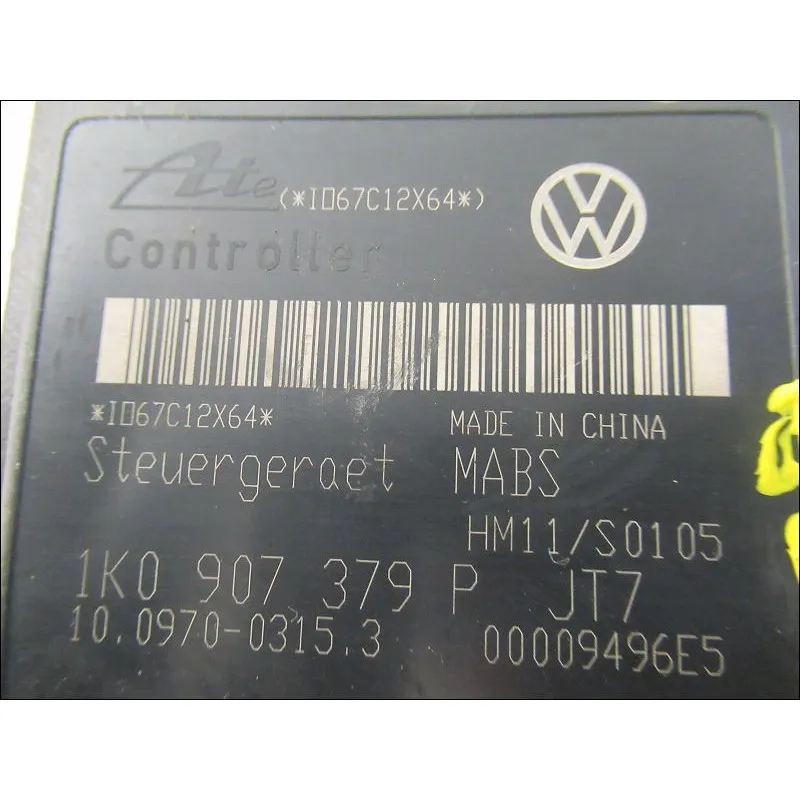 Ate (*I067C12X64*)
Controller
*I067C12X64*
MADE IN CHINA
Steuergeraet MABS
HM11/S0105
1K0 907 379 P JT7
10.0970-0315.3 00009496E5